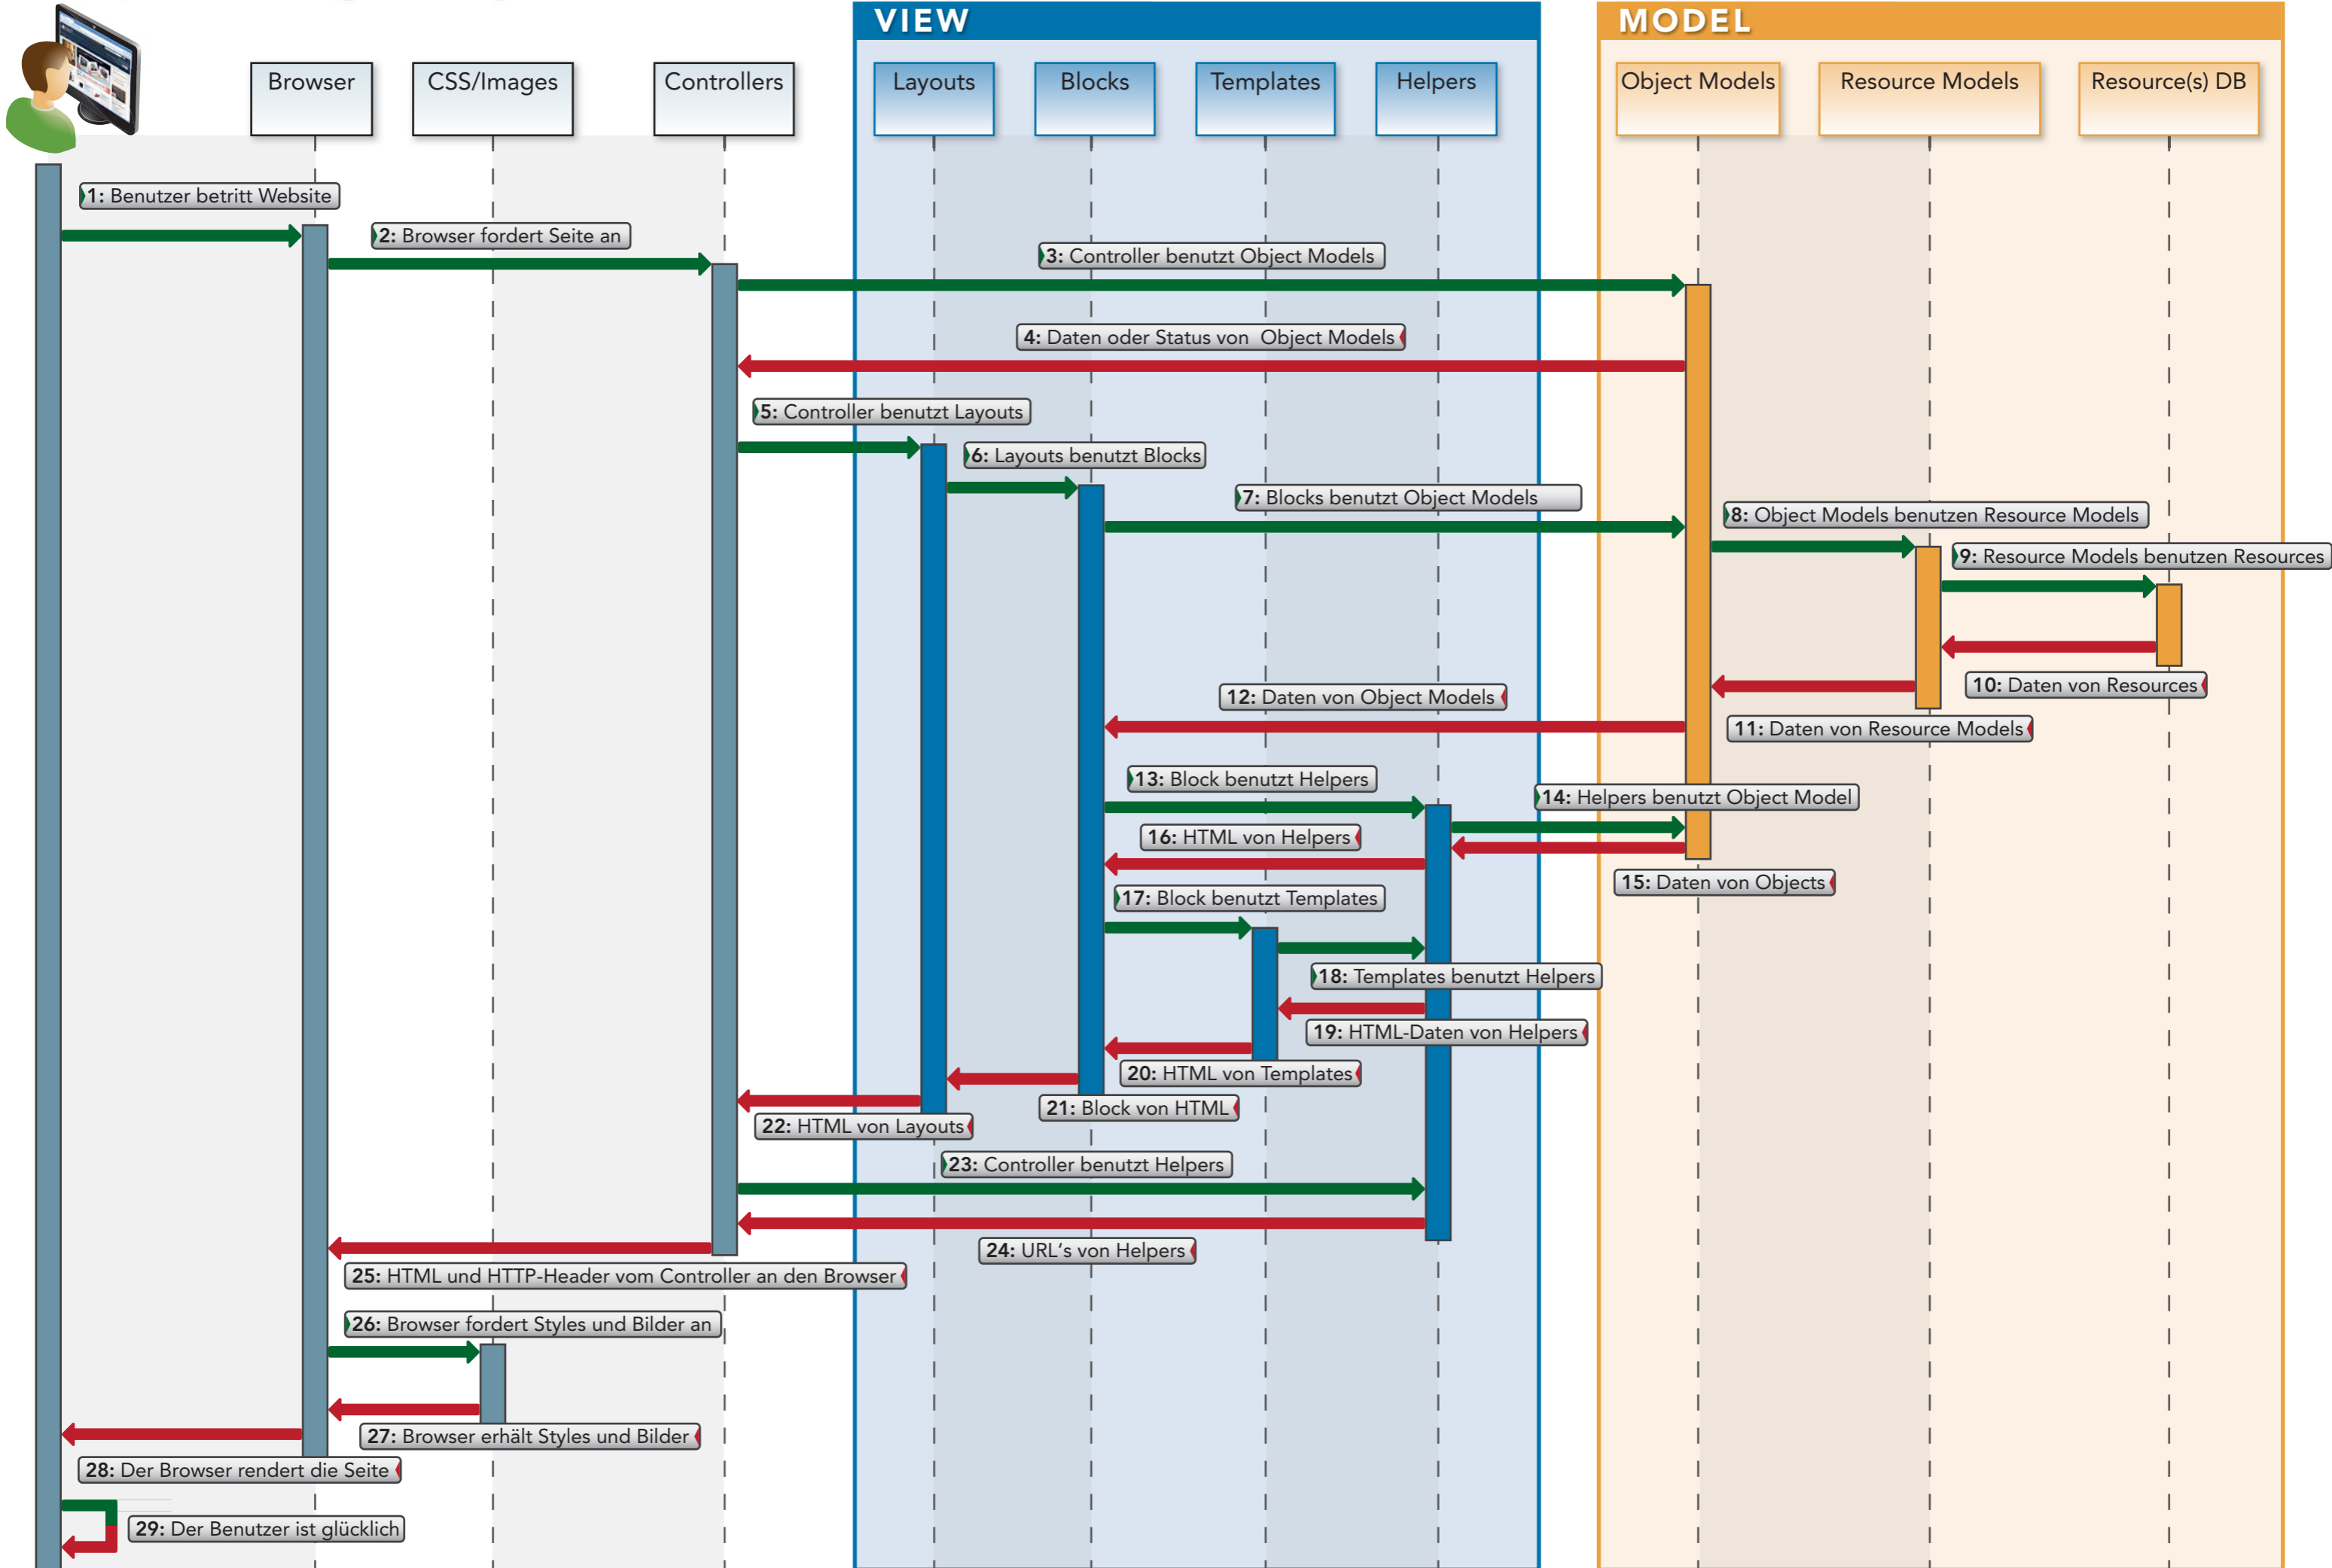 VIEW
MODEL
Browser
CSS/Images
Controllers
Layouts
Blocks
Templates
Helpers
Object Models
Resource Models
Resource(s) DB
1: Benutzer betritt Website
2: Browser fordert Seite an
3: Controller benutzt Object Models
4: Daten oder Status von Object Models
5: Controller benutzt Layouts
6: Layouts benutzt Blocks
7: Blocks benutzt Object Models
8: Object Models benutzen Resource Models
9: Resource Models benutzen Resources
10: Daten von Resources
11: Daten von Resource Models
12: Daten von Object Models
13: Block benutzt Helpers
14: Helpers benutzt Object Model
15: Daten von Objects
16: HTML von Helpers
17: Block benutzt Templates
18: Templates benutzt Helpers
19: HTML-Daten von Helpers
20: HTML von Templates
21: Block von HTML
22: HTML von Layouts
23: Controller benutzt Helpers
24: URL's von Helpers
25: HTML und HTTP-Header vom Controller an den Browser
26: Browser fordert Styles und Bilder an
27: Browser erhält Styles und Bilder
28: Der Browser rendert die Seite
29: Der Benutzer ist glücklich